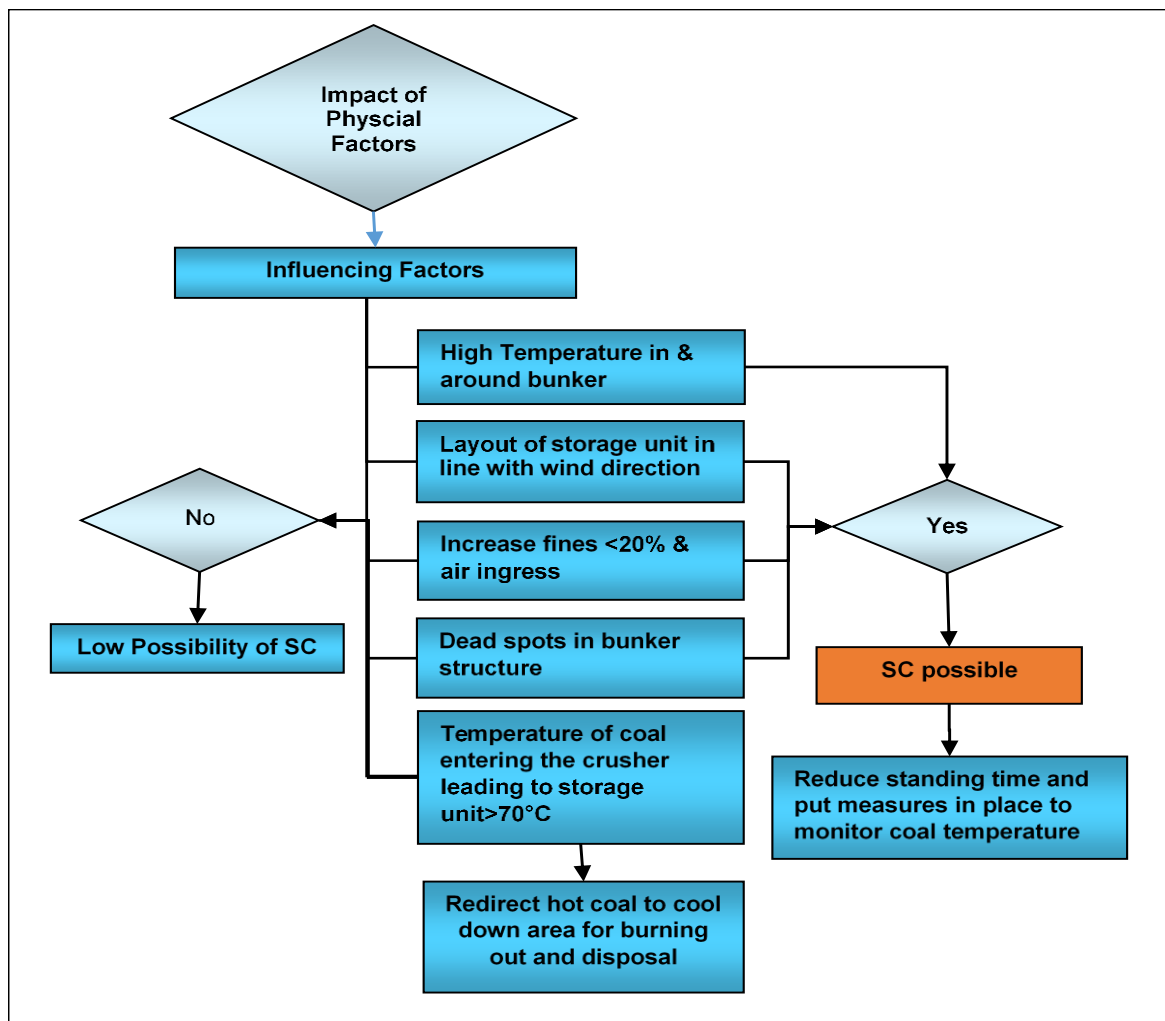 Impact of
Physcial
Factors
Influencing Factors
High Temperature in &
around bunker
Layout of storage unit in
line with wind direction
No
Yes
Increase fines <20% &
air ingress
Low Possibility of SC
Dead spots in bunker
structure
SC possible
Temperature of coal
entering the crusher
leading to storage
unit>70°C
Reduce standing time and
put measures in place to
monitor coal temperature
Redirect hot coal to cool
down area for burning
out and disposal